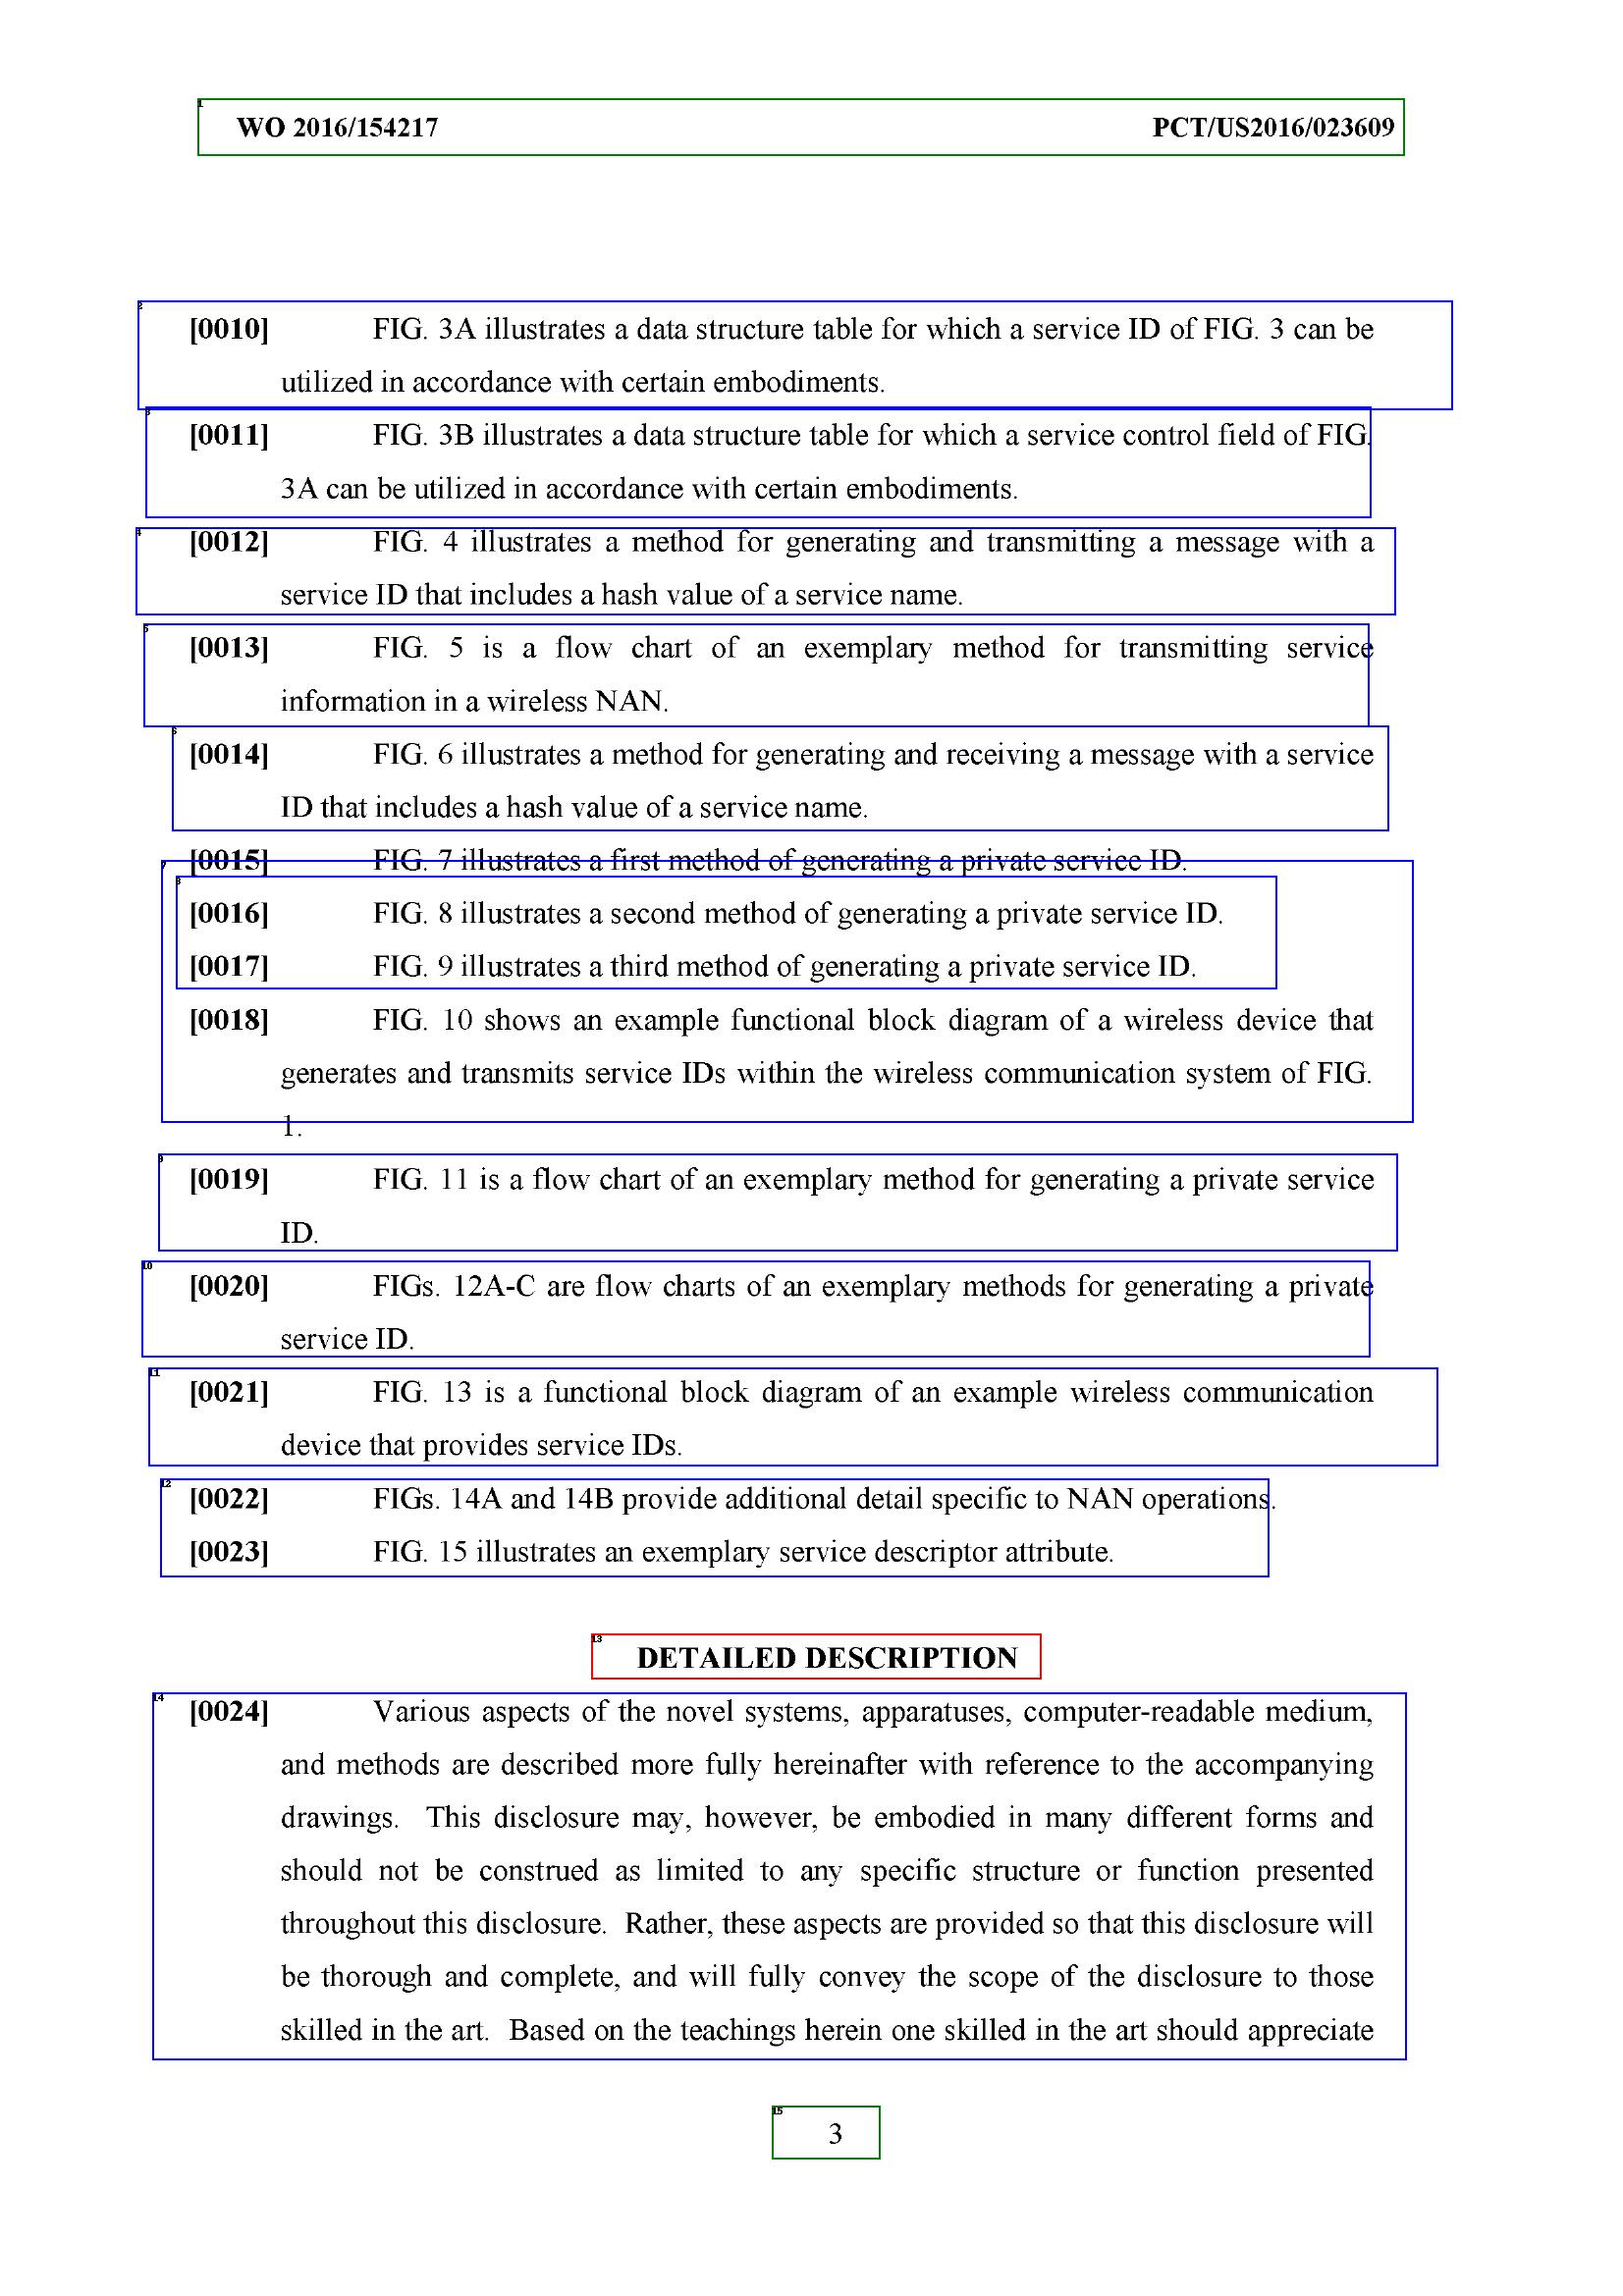 1
WO 2016/154217 PCT/US2016/023609
2
[0010] FIG. 3A illustrates a data structure table for which a service ID of FIG. 3 can be
utilized in accordance with certain embodiments.
3
[0011] FIG. 3B illustrates a data structure table for which a service control field of FIG.
3A can be utilized in accordance with certain embodiments.
4
[0012] FIG. 4 illustrates a method for generating and transmitting a message with a
service ID that includes a hash value of a service name.
5
[0013] FIG. 5 is a flow chart of an exemplary method for transmitting service
information in a wireless NAN.
6
[0014] FIG. 6 illustrates a method for generating and receiving a message with a service
ID that includes a hash value of a service name.
[0015] FIG. 7 illustrates a first method of generating a private service ID.
7
8
[0016] FIG. 8 illustrates a second method of generating a private service ID.
[0017] FIG. 9 illustrates a third method of generating a private service ID.
[0018] FIG. 10 shows an example functional block diagram of a wireless device that
generates and transmits service IDs within the wireless communication system of FIG.
1.
9
[0019] FIG. 11 is a flow chart of an exemplary method for generating a private service
ID.
10
[0020] FIGs. 12A-C are flow charts of an exemplary methods for generating a private
service ID.
11
[0021] FIG. 13 is a functional block diagram of an example wireless communication
device that provides service IDs.
12
[0022] FIGs. 14A and 14B provide additional detail specific to NAN operations.
[0023] FIG. 15 illustrates an exemplary service descriptor attribute.
13
DETAILED DESCRIPTION
14
[0024] Various aspects of the novel systems, apparatuses, computer-readable medium,
and methods are described more fully hereinafter with reference to the accompanying
drawings. This disclosure may, however, be embodied in many different forms and
should not be construed as limited to any specific structure or function presented
throughout this disclosure. Rather, these aspects are provided so that this disclosure will
be thorough and complete, and will fully convey the scope of the disclosure to those
skilled in the art. Based on the teachings herein one skilled in the art should appreciate
15
3